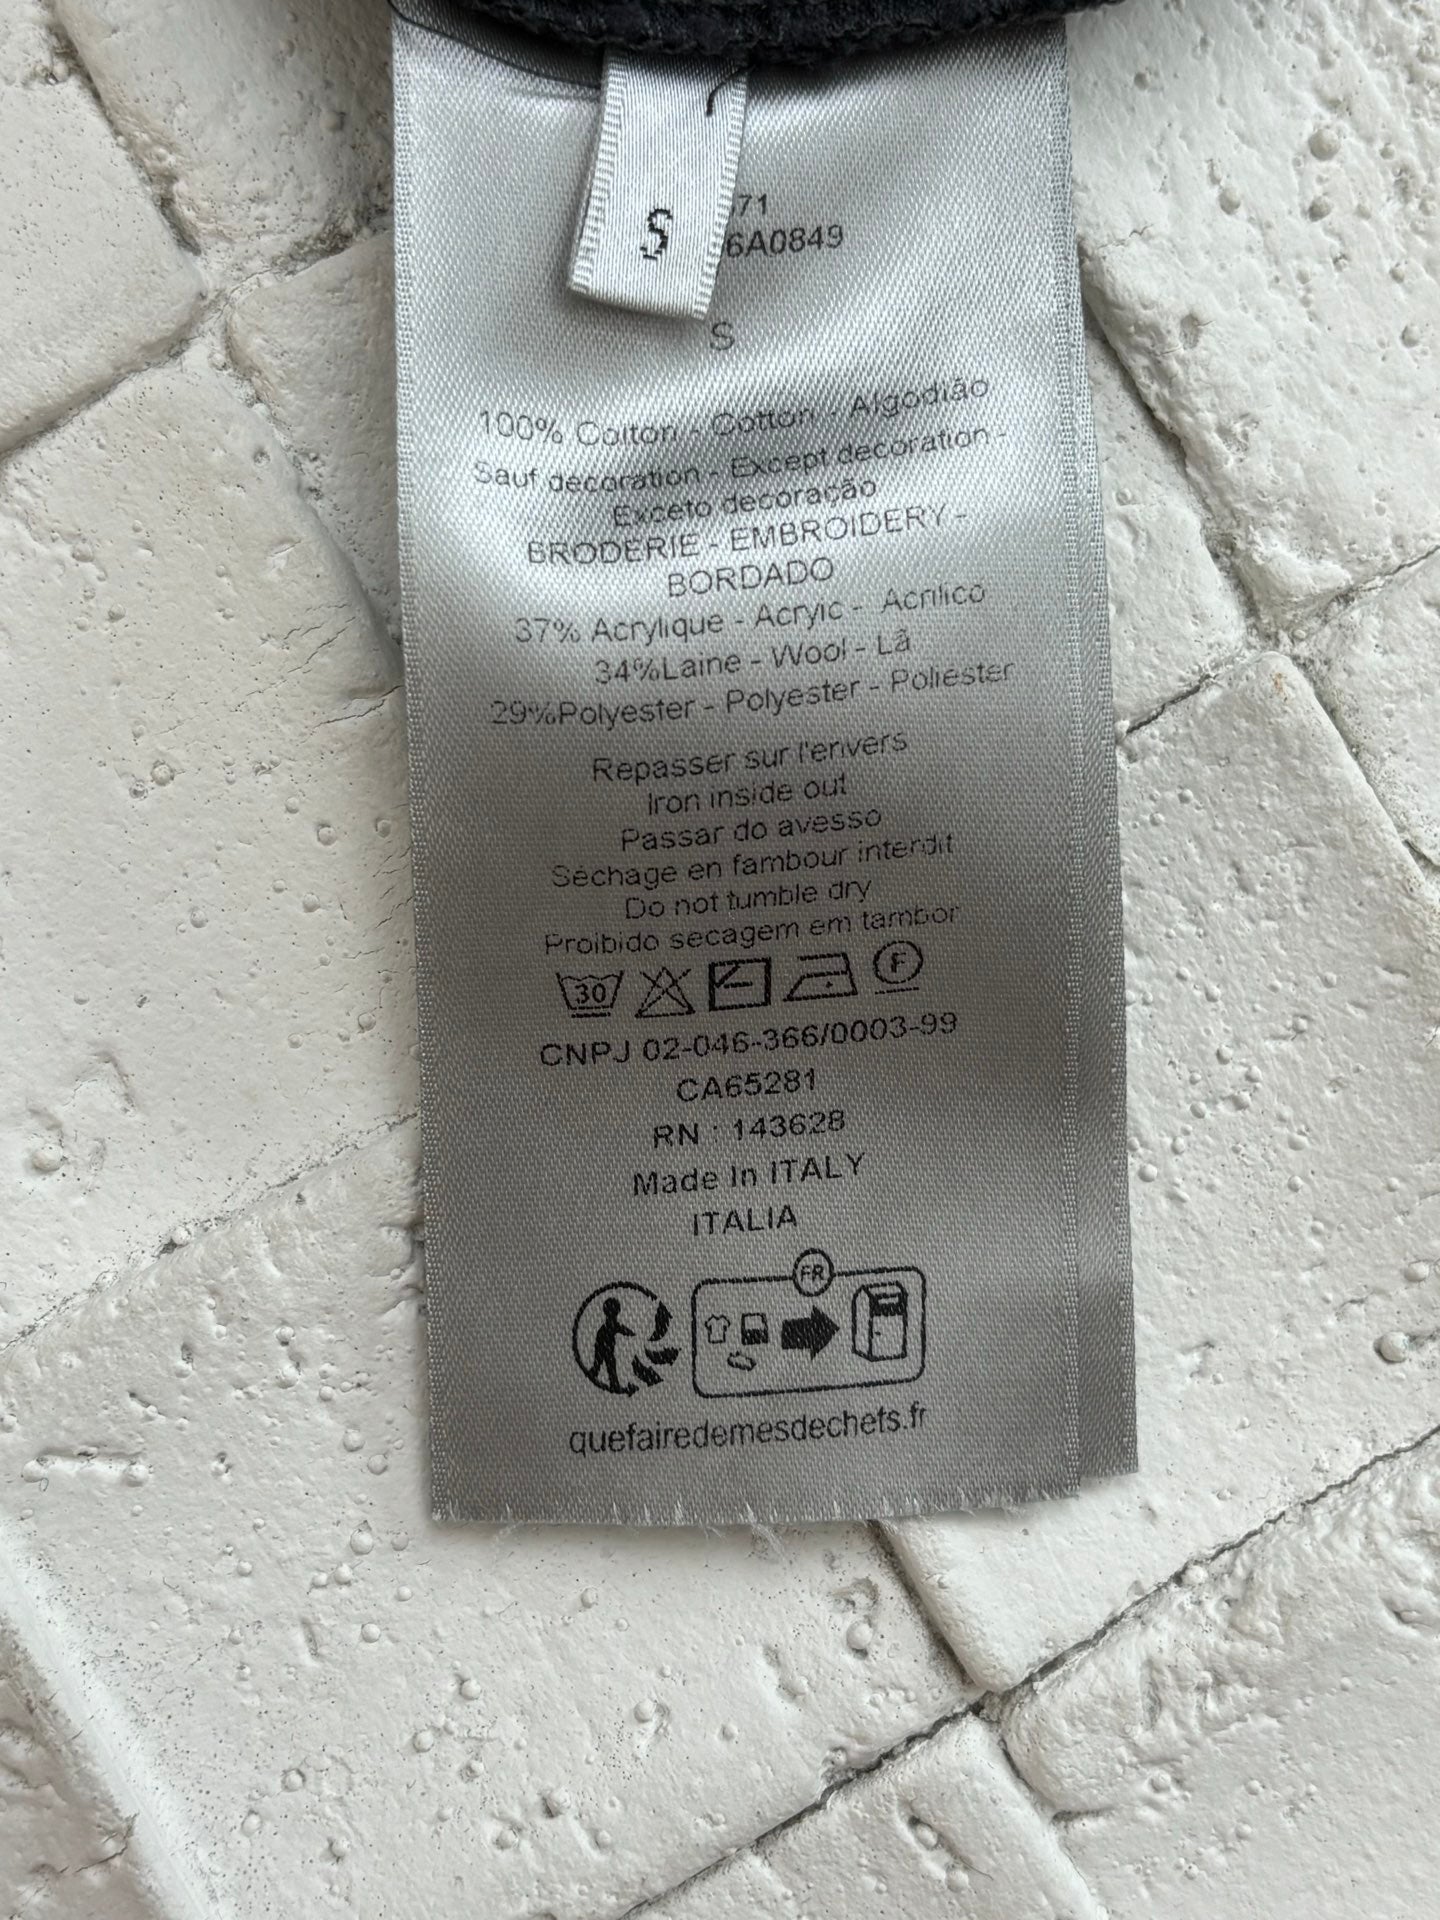 S
71
6A0849
S
100% Coton - Cotton - Algodião
Sauf decoration - Except decoration -
Exceto decoração
BRODERIE - EMBROIDERY -
BORDADO
37% Acrylique - Acrylc - Acrilico
34%Laine - Wool - Lã
29%Polyester - Polyester - Poliéster
Repasser sur l'envers
Iron inside out
Passar do avesso
Séchage en fambour interdit
Do not tumble dry
Proibido secagem em tambor
30
F
CNPJ 02-046-366/0003-99
CA65281
RN : 143628
Made In ITALY
ITALIA
FR
quefairedemesdechets.fr